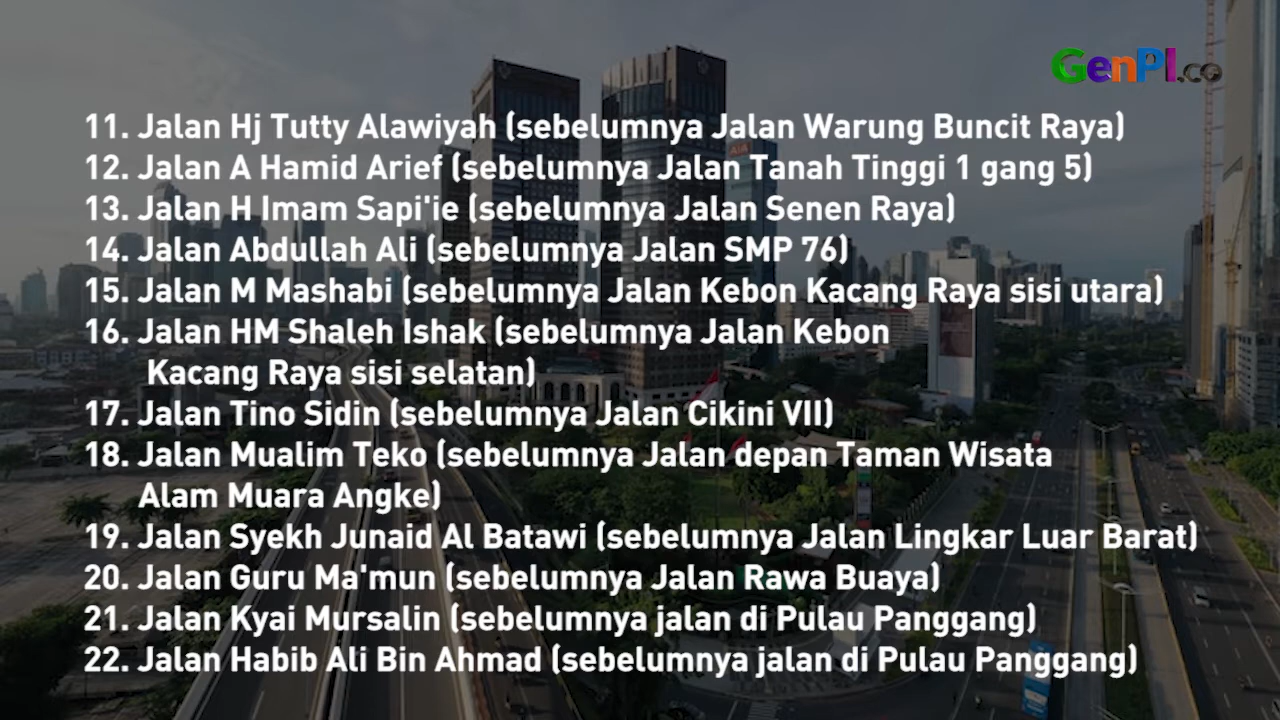 GenPI.co
11. Jalan Hj Tutty Alawiyah (sebelumnya Jalan Warung Buncit Raya)
AIA
12. Jalan A Hamid Arief (sebelumnya Jalan Tanah Tinggi 1 gang 5)
13. Jalan H Imam Sapi'ie (sebelumnya Jalan Senen Raya)
14. Jalan Abdullah Ali (sebelumnya Jalan SMP 76)
15. Jalan M Mashabi (sebelumnya Jalan Kebon Kacang Raya sisi utara)
16. Jalan HM Shaleh Ishak (sebelumnya Jalan Kebon
Kacang Raya sisi selatan)
17. Jalan Tino Sidin (sebelumnya Jalan Cikini VII)
18. Jalan Mualim Teko (sebelumnya Jalan depan Taman Wisata
Alam Muara Angke)
19. Jalan Syekh Junaid Al Batawi (sebelumnya Jalan Lingkar Luar Barat)
20. Jalan Guru Ma'mun (sebelumnya Jalan Rawa Buaya)
21. Jalan Kyai Mursalin (sebelumnya jalan di Pulau Panggang)
22. Jalan Habib Ali Bin Ahmad (sebelumnya jalan di Pulau Panggang)